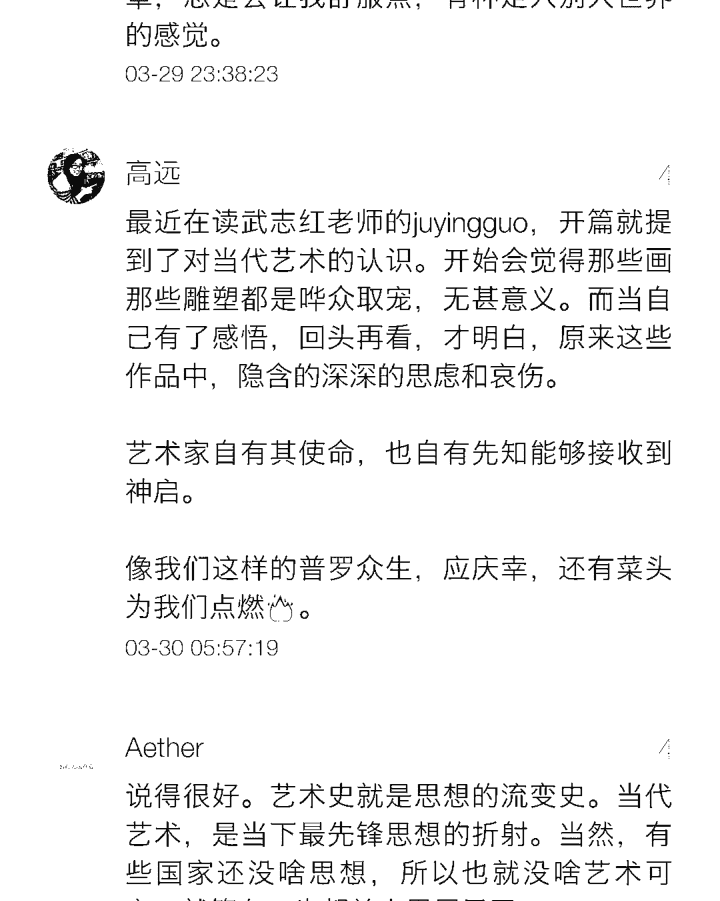 的感觉。
03-29 23:38:23
高远
最近在读武志红老师的juyingguo，开篇就提
到了对当代艺术的认识。开始会觉得那些画
那些雕塑都是哗众取宠，无甚意义。而当自
己有了感悟，回头再看，才明白，原来这些
作品中，隐含的深深的思虑和哀伤。
艺术家自有其使命，也自有先知能够接收到
神启。
像我们这样的普罗众生，应庆幸，还有菜头
为我们点燃🔥。
03-30 05:57:19
Aether
说得很好。艺术史就是思想的流变史。当代
艺术，是当下最先锋思想的折射。当然，有
些国家还没啥思想，所以也就没啥艺术可